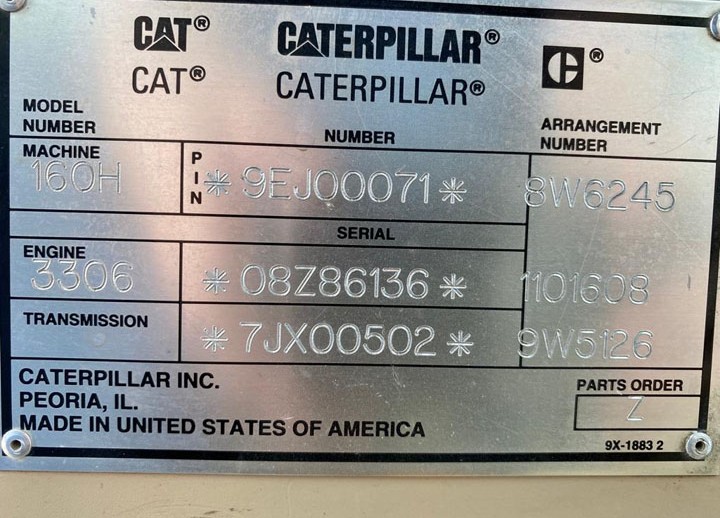 CAT® CATERPILLAR® C®
CAT® CATERPILLAR®
MODEL NUMBER NUMBER ARRANGEMENT NUMBER
MACHINE
160H PIN *9EJ00071* 8W6245
SERIAL
ENGINE
3306 *08Z86136* 1101608
TRANSMISSION *7JX00502* 9W5126
CATERPILLAR INC. PARTS ORDER
PEORIA, IL. Z
MADE IN UNITED STATES OF AMERICA
9X-1883 2